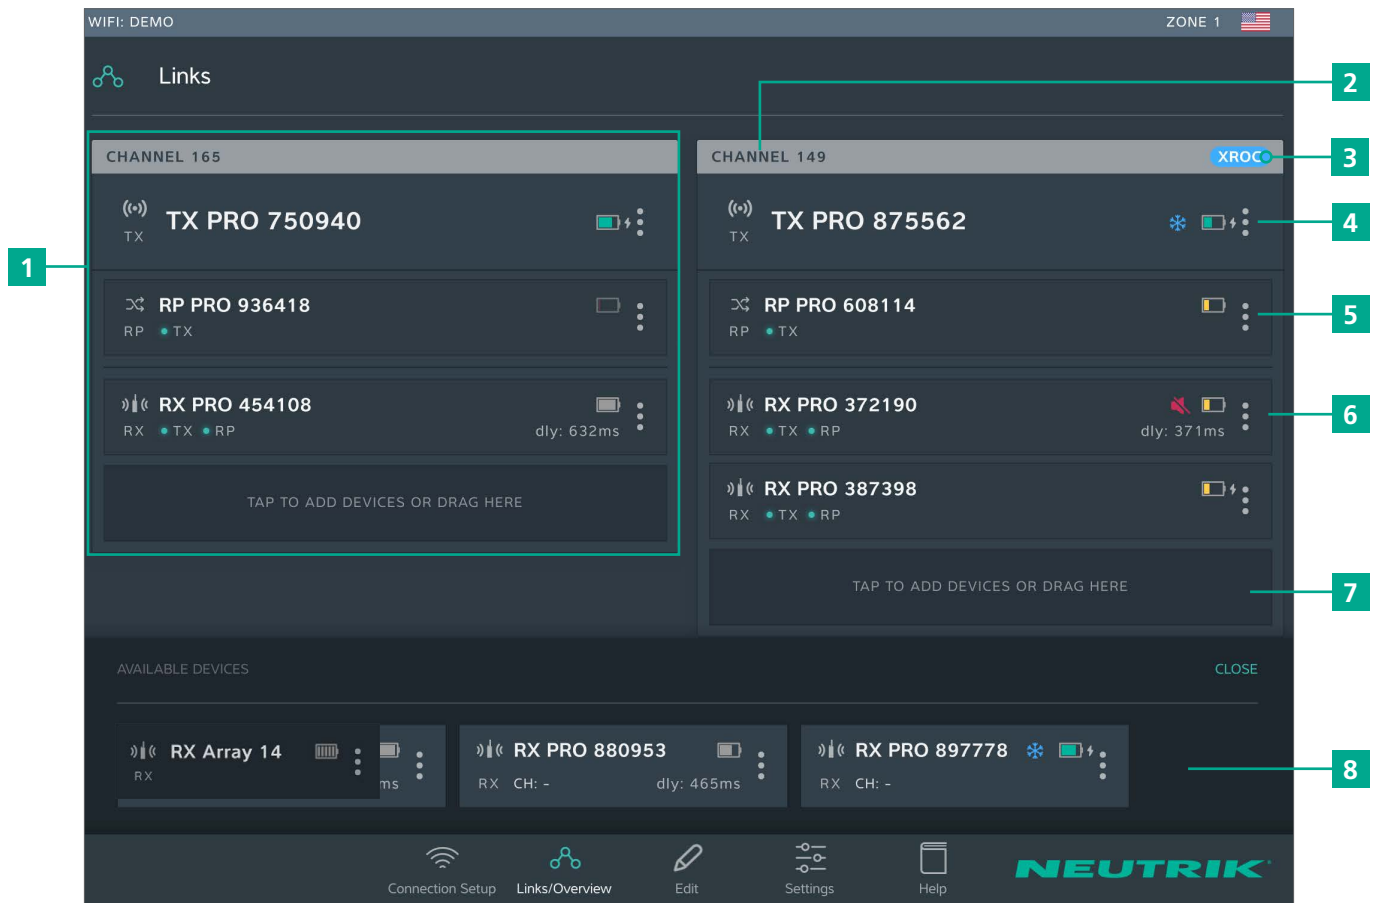 WIFI: DEMO
ZONE 1
Links
2
CHANNEL 165
CHANNEL 149
XROC
3
TX PRO 750940
TX
TX PRO 875562
TX
4
1
RP PRO 936418
RP TX
RP PRO 608114
RP TX
5
RX PRO 454108
RX TX RP
dly: 632ms
RX PRO 372190
RX TX RP
dly: 371ms
6
TAP TO ADD DEVICES OR DRAG HERE
RX PRO 387398
RX TX RP
TAP TO ADD DEVICES OR DRAG HERE
7
AVAILABLE DEVICES
CLOSE
RX Array 14
RX
ms
RX PRO 880953
RX CH: -
dly: 465ms
RX PRO 897778
RX CH: -
8
Connection Setup
Links/Overview
Edit
Settings
Help
NEUTRIK